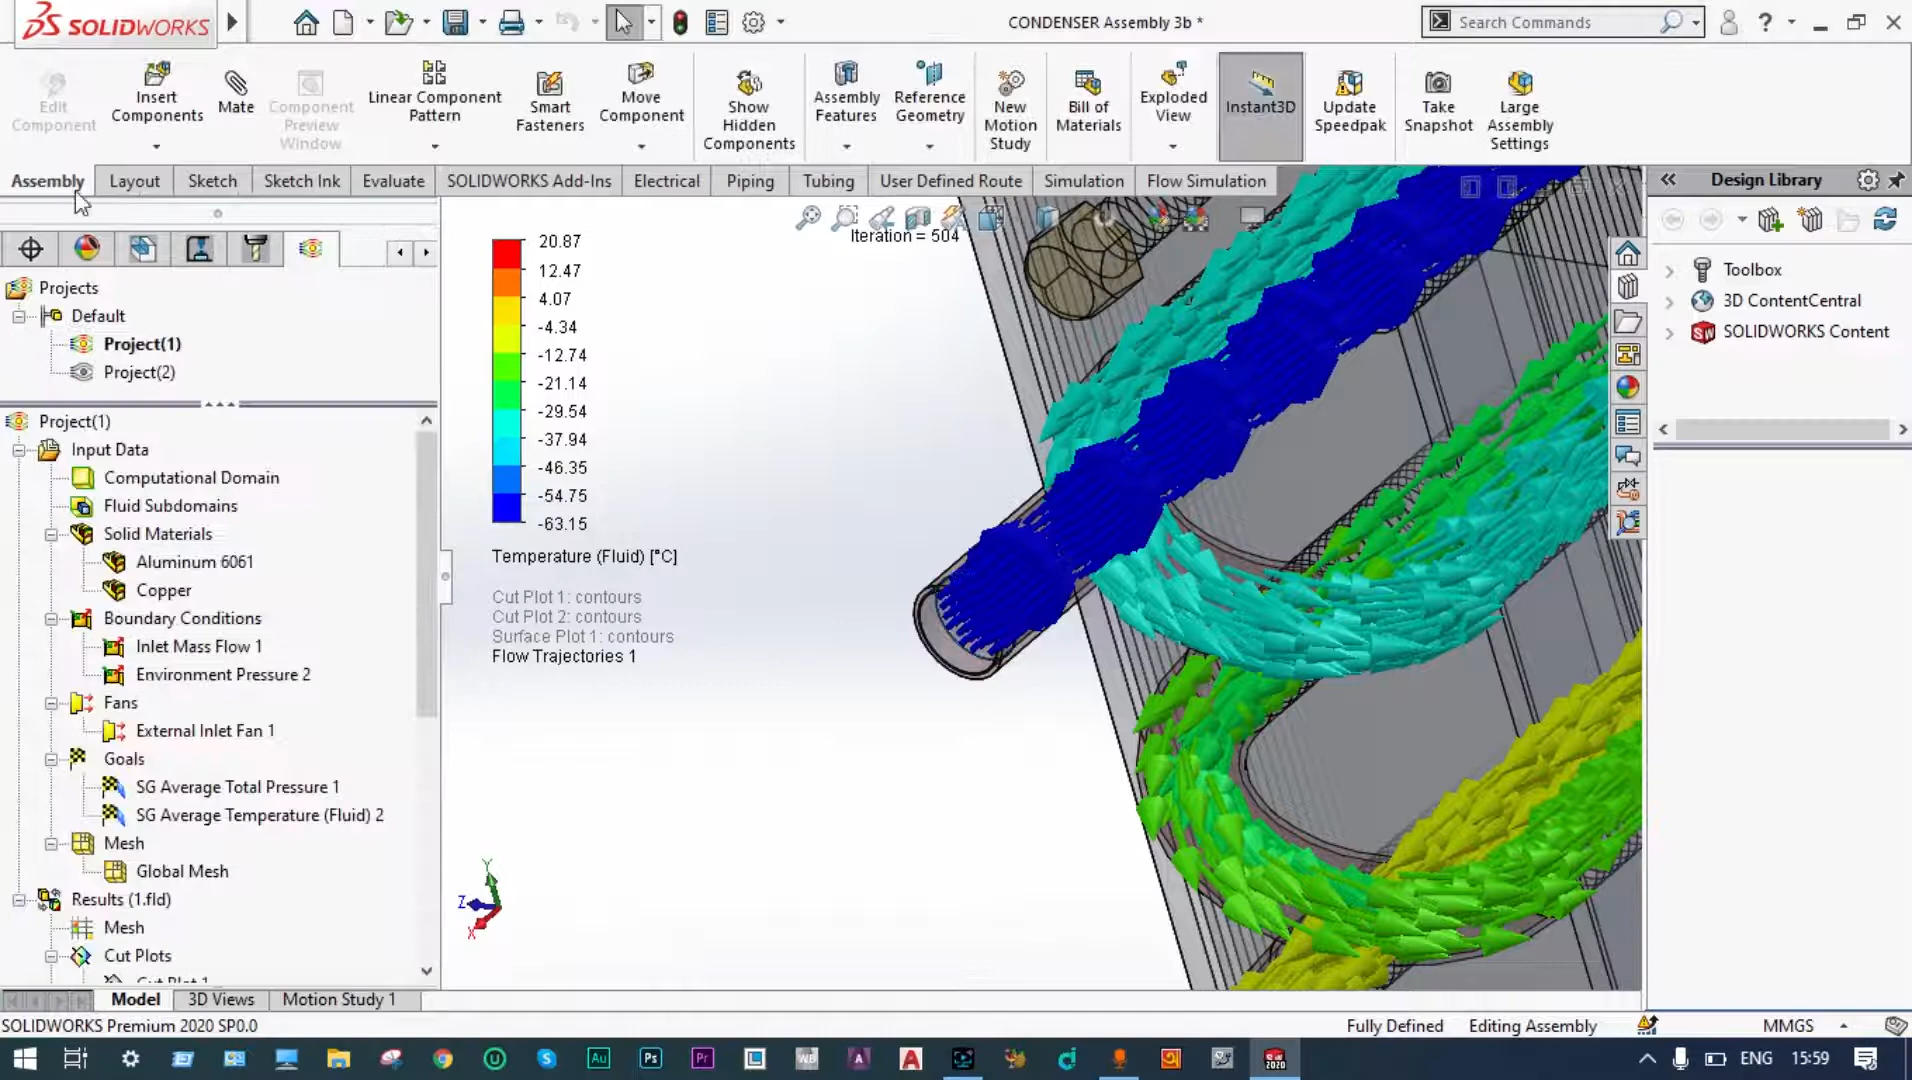 SOLIDWORKS
CONDENSER Assembly 3b *
Search Commands
?
Edit Component
Insert Components
Mate
Component Preview Window
Linear Component Pattern
Smart Fasteners
Move Component
Show Hidden Components
Assembly Features
Reference Geometry
New Motion Study
Bill of Materials
Exploded View
Instant3D
Update Speedpak
Take Snapshot
Large Assembly Settings
Assembly
Layout
Sketch
Sketch Ink
Evaluate
SOLIDWORKS Add-Ins
Electrical
Piping
Tubing
User Defined Route
Simulation
Flow Simulation
Design Library
Toolbox
3D ContentCentral
SOLIDWORKS Content
Projects
Default
Project(1)
Project(2)
Project(1)
Input Data
Computational Domain
Fluid Subdomains
Solid Materials
Aluminum 6061
Copper
Boundary Conditions
Inlet Mass Flow 1
Environment Pressure 2
Fans
External Inlet Fan 1
Goals
SG Average Total Pressure 1
SG Average Temperature (Fluid) 2
Mesh
Global Mesh
Results (1.fld)
Mesh
Cut Plots
Cut Plot 1
Iteration = 504
20.87
12.47
4.07
-4.34
-12.74
-21.14
-29.54
-37.94
-46.35
-54.75
-63.15
Temperature (Fluid) [°C]
Cut Plot 1: contours
Cut Plot 2: contours
Surface Plot 1: contours
Flow Trajectories 1
Y
Z
X
Model
3D Views
Motion Study 1
SOLIDWORKS Premium 2020 SP0.0
Fully Defined
Editing Assembly
MMGS
Au
Ps
Pr
L
WB
A
A
SW 2020
ENG
15:59